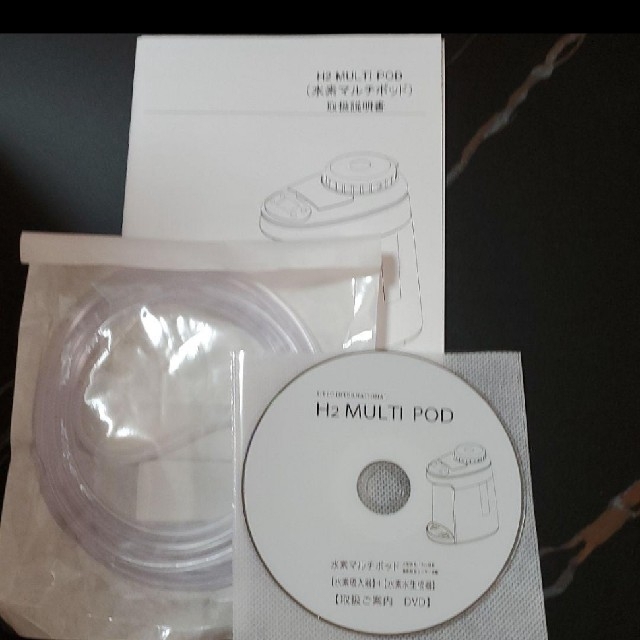 H2 MULTI POD
(水素マルチポッド)
取扱説明書
H2 MULTI POD
水素マルチポッド
【水素吸入器】+【水素水生成器】
【取扱ご案内 DVD】